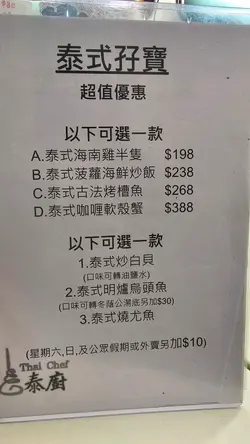 泰式孖寶
超值優惠
以下可選一款
A.泰式海南雞半隻 $198
B.泰式菠蘿海鮮炒飯 $238
C.泰式古法烤槽魚 $268
D.泰式咖喱軟殼蟹 $388
以下可選一款
1.泰式炒白貝
(口味可轉油鹽水)
2.泰式明爐烏頭魚
(口味可轉冬蔭公湯底另加$30)
3.泰式燒尤魚
(星期六,日,及公眾假期或外賣另加$10)
Thai Chef
泰廚